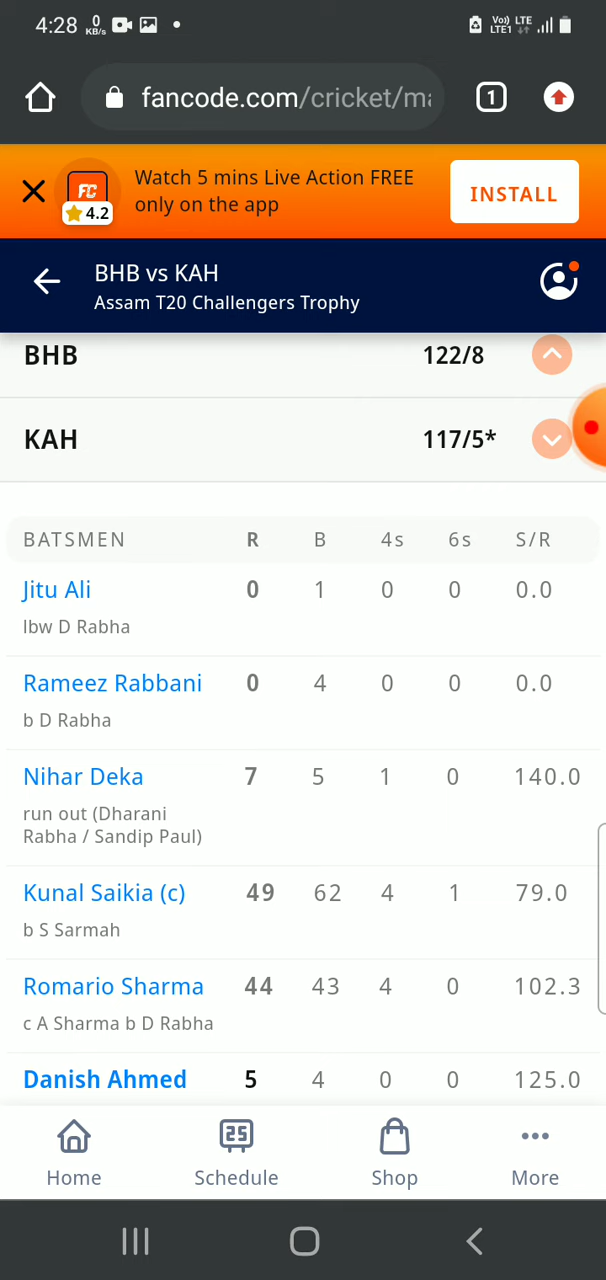 4:28 0 KB/s Vo) LTE LTE1
fancode.com/cricket/ma 1
Watch 5 mins Live Action FREE
only on the app
INSTALL
FC
4.2
BHB vs KAH
Assam T20 Challengers Trophy
BHB 122/8
KAH 117/5*
BATSMEN R B 4s 6s S/R
Jitu Ali 0 1 0 0 0.0
lbw D Rabha
Rameez Rabbani 0 4 0 0 0.0
b D Rabha
Nihar Deka 7 5 1 0 140.0
run out (Dharani
Rabha / Sandip Paul)
Kunal Saikia (c) 49 62 4 1 79.0
b S Sarmah
Romario Sharma 44 43 4 0 102.3
c A Sharma b D Rabha
Danish Ahmed 5 4 0 0 125.0
25
Home Schedule Shop More